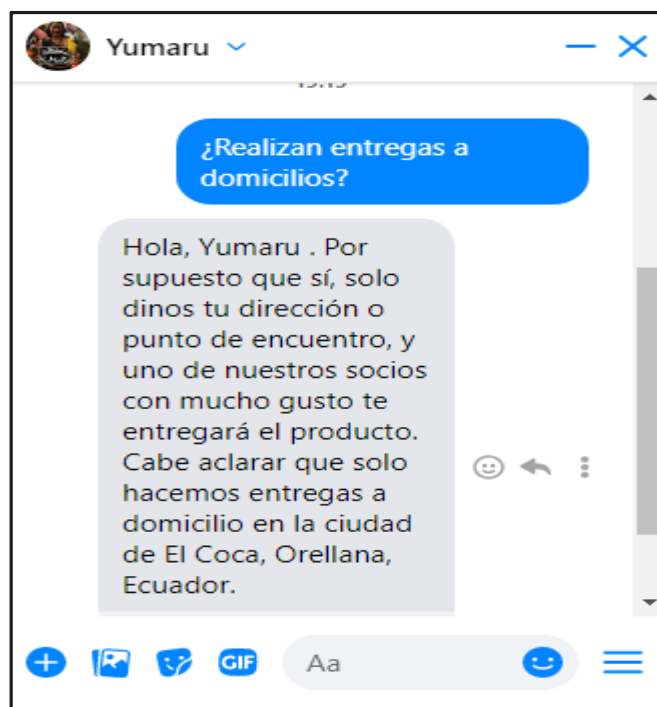 Yumaru
¿Realizan entregas a
domicilios?
Hola, Yumaru . Por
supuesto que sí, solo
dinos tu dirección o
punto de encuentro, y
uno de nuestros socios
con mucho gusto te
entregará el producto.
Cabe aclarar que solo
hacemos entregas a
domicilio en la ciudad
de El Coca, Orellana,
Ecuador.
GIF
Aa